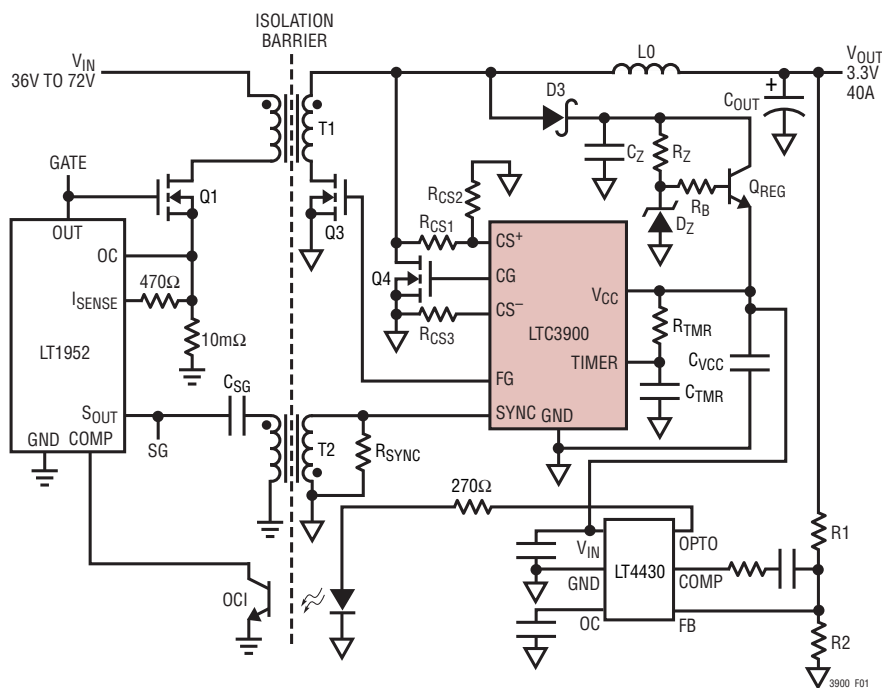 ISOLATION
BARRIER
VIN
36V TO 72V
L0
VOUT
3.3V
40A
D3
COUT
+
T1
CZ
RZ
GATE
Q1
RCS2
QREG
RB
OUT
Q3
RCS1
CS+
DZ
OC
Q4
CG
VCC
ISENSE
470Ω
CS−
RTMR
LTC3900
RCS3
10mΩ
TIMER
CVCC
LT1952
CSG
FG
CTMR
SOUT
SYNC
GND
GND
COMP
SG
T2
RSYNC
270Ω
R1
VIN
OPTO
GND
LT4430
COMP
OCI
OC
FB
R2
3900 F01